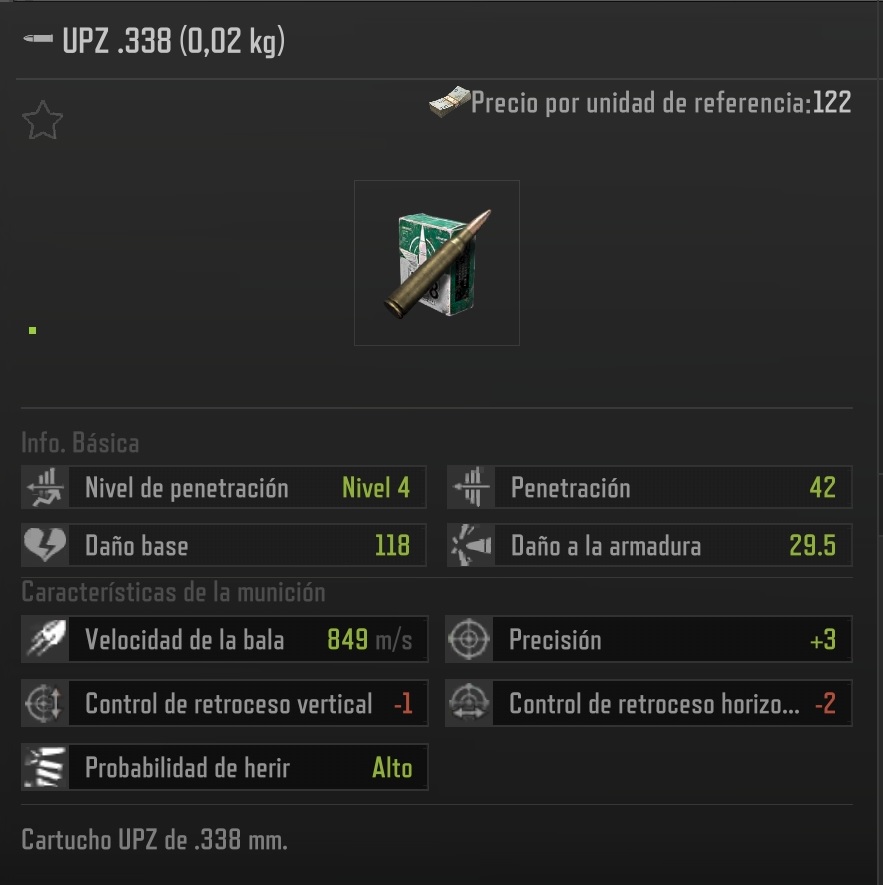 UPZ .338 (0,02 kg)
Precio por unidad de referencia:122
Info. Básica
Nivel de penetración Nivel 4
Penetración 42
Daño base 118
Daño a la armadura 29.5
Características de la munición
Velocidad de la bala 849 m/s
Precisión +3
Control de retroceso vertical -1
Control de retroceso horizo... -2
Probabilidad de herir Alto
Cartucho UPZ de .338 mm.